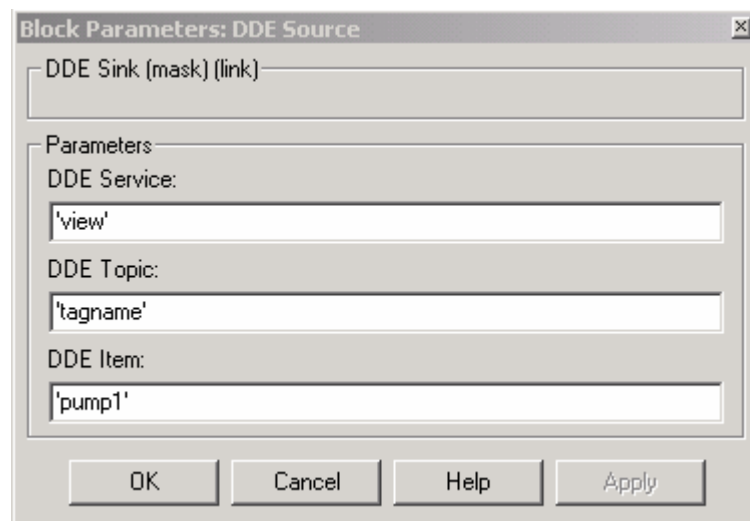 Block Parameters: DDE Source
DDE Sink (mask) (link)
Parameters
DDE Service:
'view'
DDE Topic:
'tagname'
DDE Item:
'pump1'
OK Cancel Help Apply